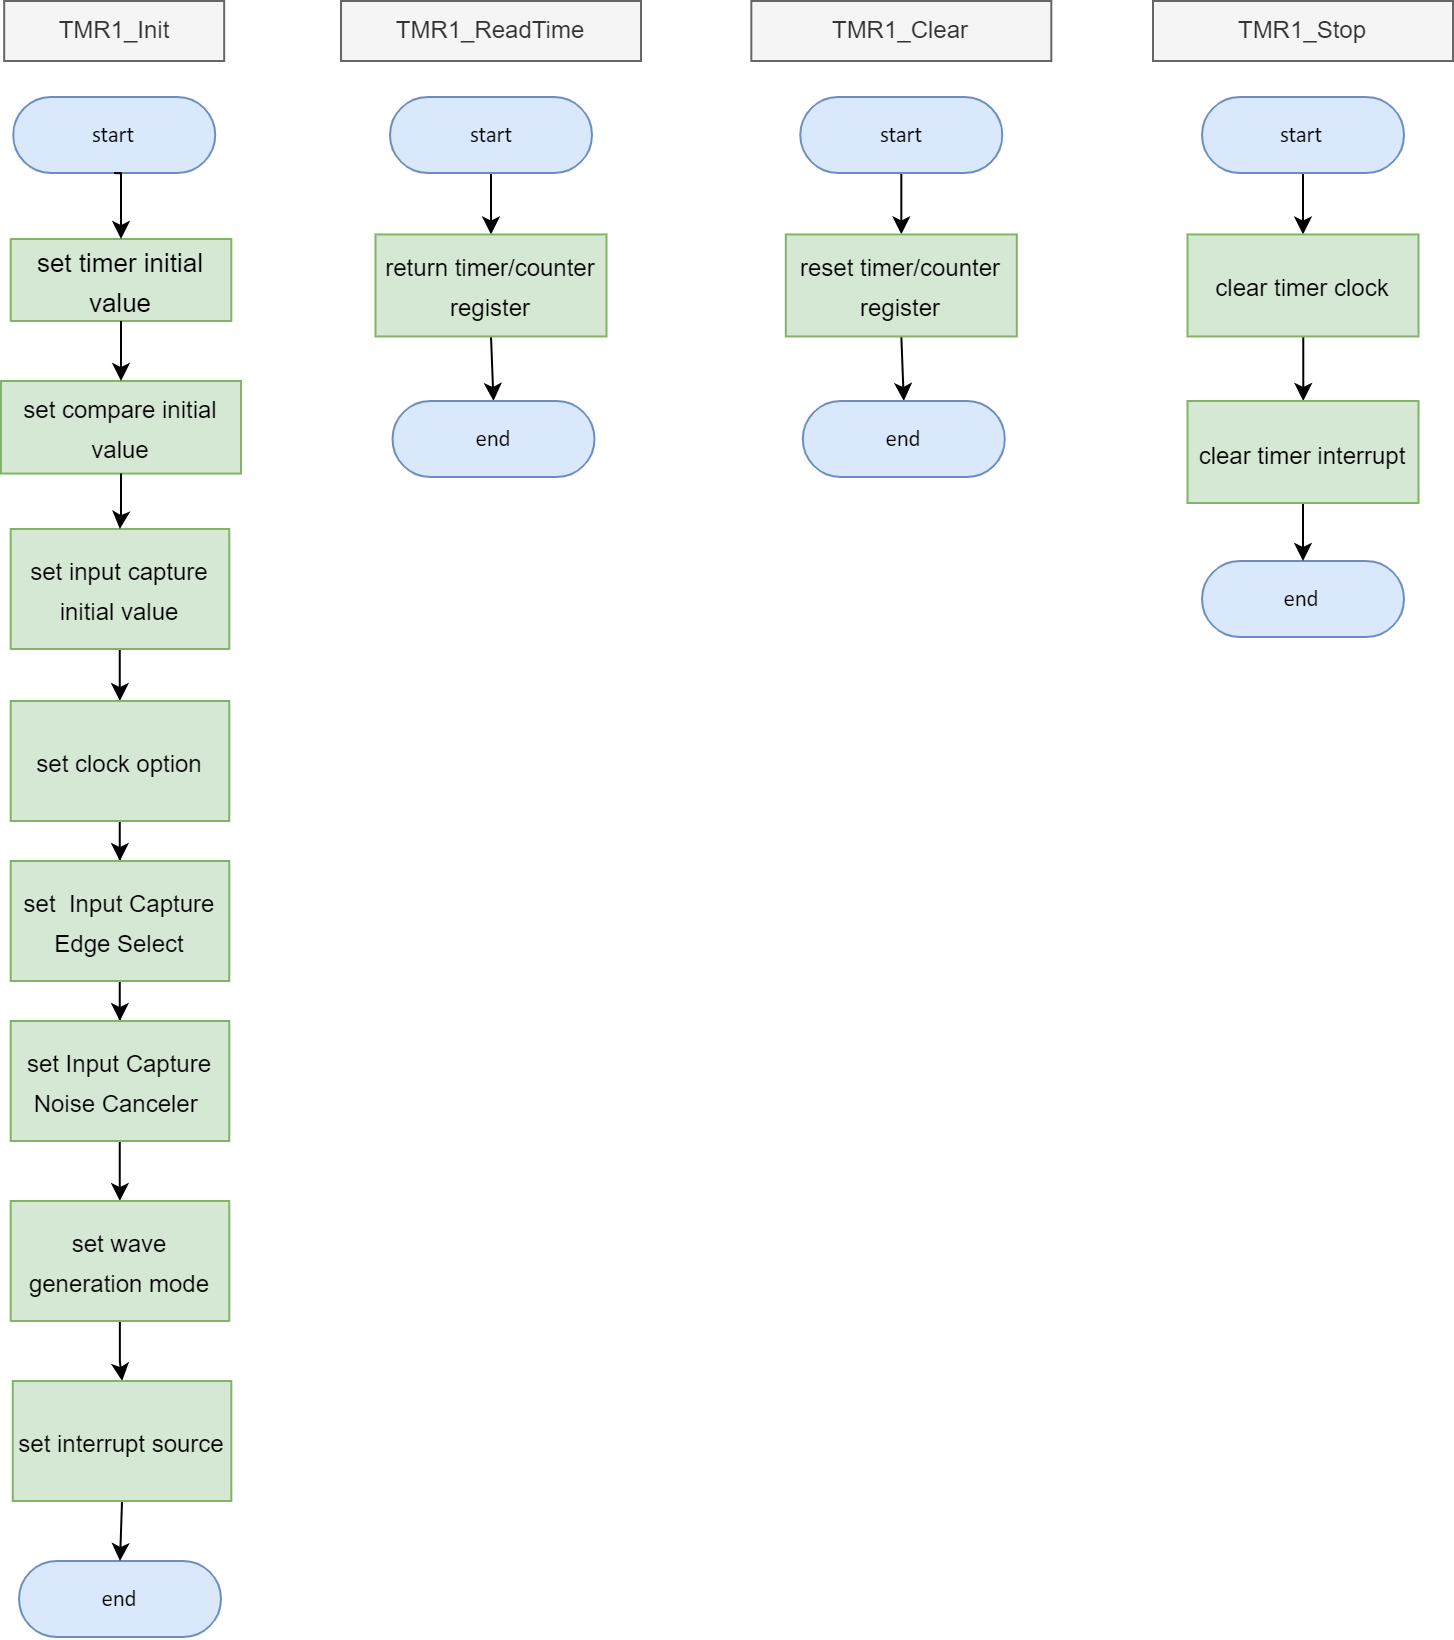 TMR1_Init
start
set timer initial
value
set compare initial
value
set input capture
initial value
set clock option
set  Input Capture
Edge Select
set Input Capture
Noise Canceler
set wave
generation mode
set interrupt source
end
TMR1_ReadTime
start
return timer/counter
register
end
TMR1_Clear
start
reset timer/counter
register
end
TMR1_Stop
start
clear timer clock
clear timer interrupt
end